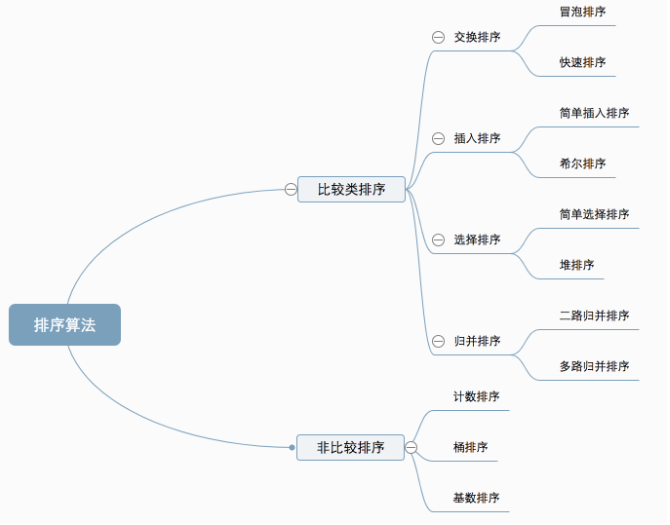 排序算法
比较类排序
交换排序
冒泡排序
快速排序
插入排序
简单插入排序
希尔排序
选择排序
简单选择排序
堆排序
归并排序
二路归并排序
多路归并排序
非比较排序
计数排序
桶排序
基数排序